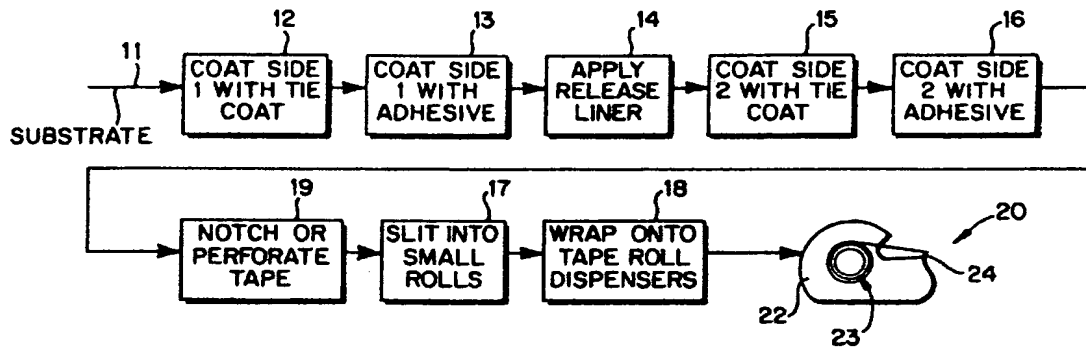 11
12
13
14
15
16
SUBSTRATE
COAT SIDE
1 WITH TIE
COAT
COAT SIDE
1 WITH
ADHESIVE
APPLY
RELEASE
LINER
COAT SIDE
2 WITH TIE
COAT
COAT SIDE
2 WITH
ADHESIVE
19
17
18
20
NOTCH OR
PERFORATE
TAPE
SLIT INTO
SMALL
ROLLS
WRAP ONTO
TAPE ROLL
DISPENSERS
22
23
24